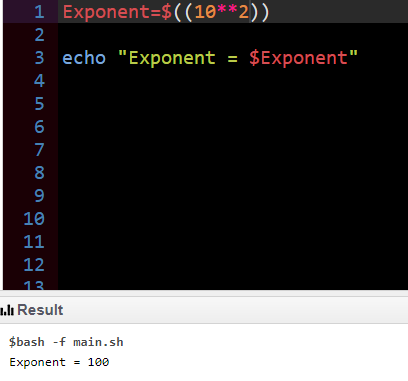 1 Exponent=$((10**2))
2
3 echo "Exponent = $Exponent"
4
5
6
7
8
9
10
11
12
13
Result
$bash -f main.sh
Exponent = 100